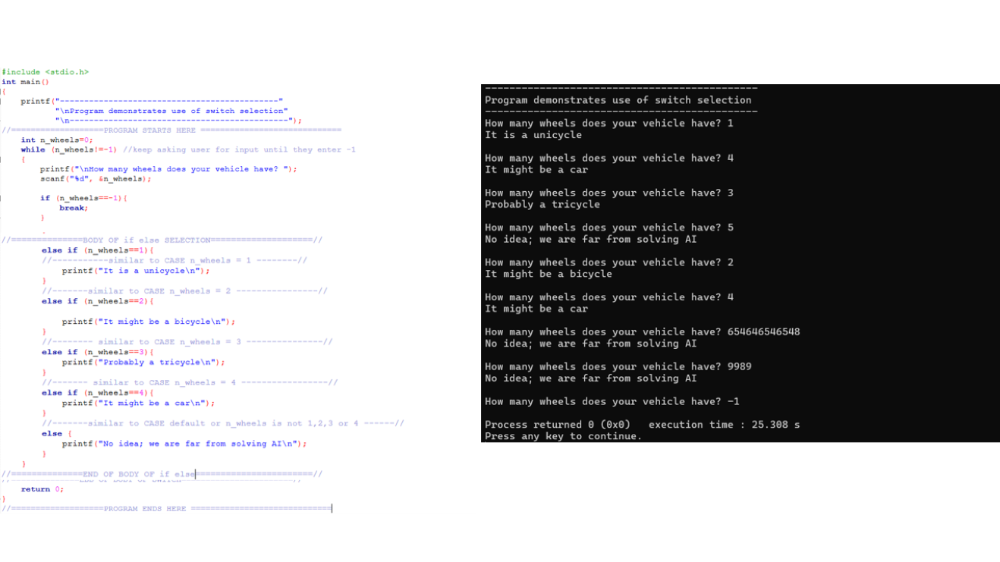 #include <stdio.h>
int main()
{
printf("---------------------------------------------"
"\nProgram demonstrates use of switch selection"
"\n---------------------------------------------");
//===================PROGRAM STARTS HERE =============================
int n_wheels=0;
while (n_wheels!=-1) //keep asking user for input until they enter -1
{
printf("\nHow many wheels does your vehicle have? ");
scanf("%d", &n_wheels);
if (n_wheels==-1){
break;
}
//===============BODY OF if else SELECTION=====================//
else if (n_wheels==1){
//-----------similar to CASE n_wheels = 1 --------//
printf("It is a unicycle\n");
}
//-------similar to CASE n_wheels = 2 ----------------//
else if (n_wheels==2){
printf("It might be a bicycle\n");
}
//-------- similar to CASE n_wheels = 3 ---------------//
else if (n_wheels==3){
printf("Probably a tricycle\n");
}
//------- similar to CASE n_wheels = 4 -----------------//
else if (n_wheels==4){
printf("It might be a car\n");
}
//-------similar to CASE default or n_wheels is not 1,2,3 or 4 ------//
else {
printf("No idea; we are far from solving AI\n");
}
}
//===============END OF BODY OF if else========================//
return 0;
}
//===================PROGRAM ENDS HERE =============================
---------------------------------------------
Program demonstrates use of switch selection
---------------------------------------------
How many wheels does your vehicle have? 1
It is a unicycle
How many wheels does your vehicle have? 4
It might be a car
How many wheels does your vehicle have? 3
Probably a tricycle
How many wheels does your vehicle have? 5
No idea; we are far from solving AI
How many wheels does your vehicle have? 2
It might be a bicycle
How many wheels does your vehicle have? 4
It might be a car
How many wheels does your vehicle have? 654646546548
No idea; we are far from solving AI
How many wheels does your vehicle have? 9989
No idea; we are far from solving AI
How many wheels does your vehicle have? -1
Process returned 0 (0x0)   execution time : 25.308 s
Press any key to continue.